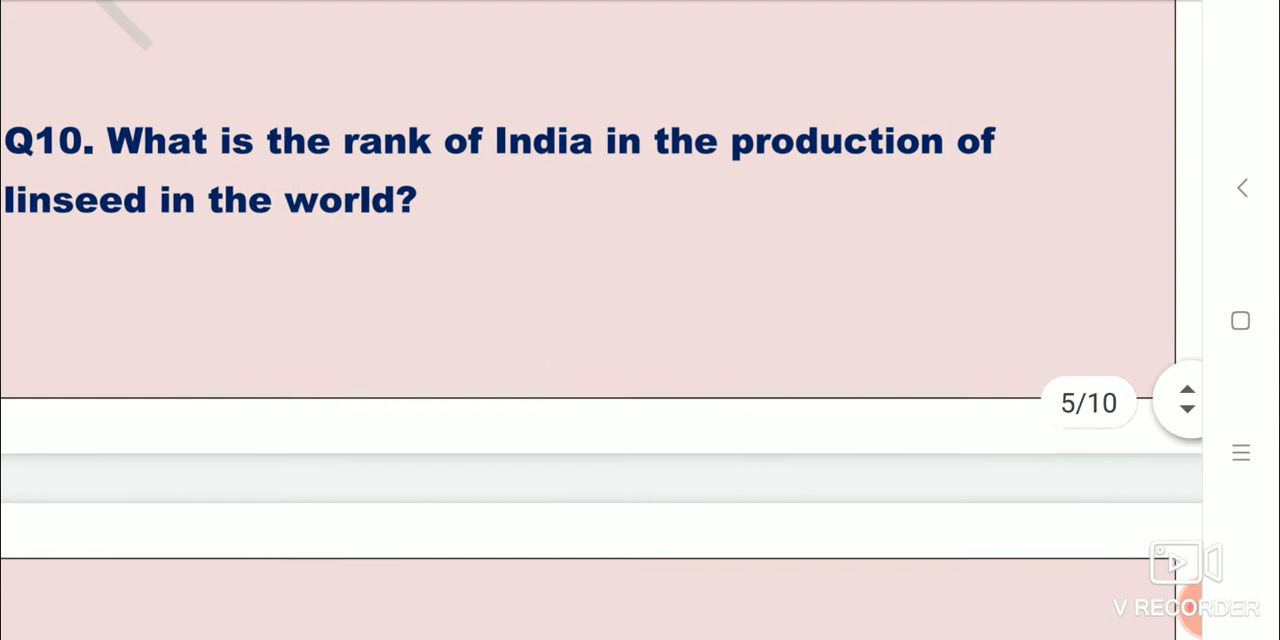 Q10. What is the rank of India in the production of
linseed in the world?
5/10
V RECORDER